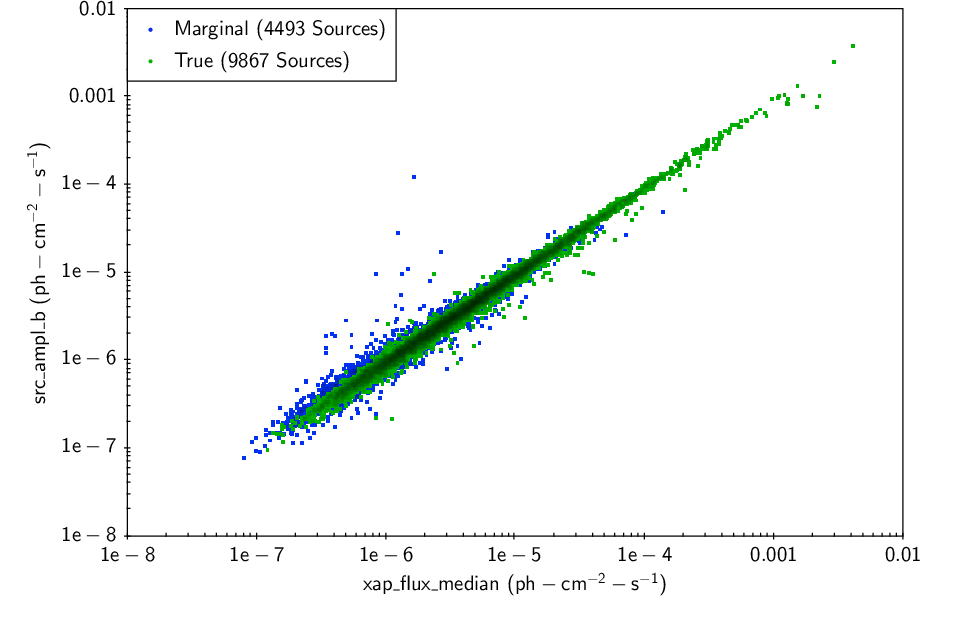 0.01
Marginal (4493 Sources)
True (9867 Sources)
0.001
1e − 4
1e − 5
1e − 6
1e − 7
1e − 8
src_ampl_b (ph − cm⁻² − s⁻¹)
1e − 8 1e − 7 1e − 6 1e − 5 1e − 4 0.001 0.01
xap_flux_median (ph − cm⁻² − s⁻¹)